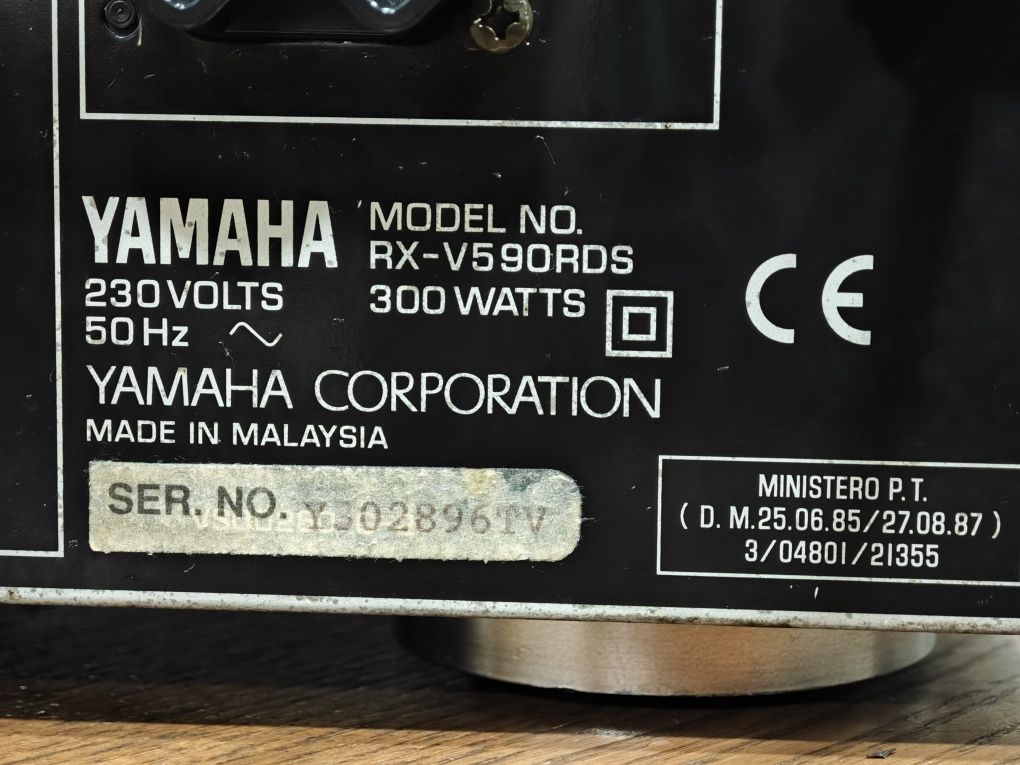 YAMAHA
MODEL NO.
RX-V590RDS
230 VOLTS
300 WATTS
50 Hz
CE
YAMAHA CORPORATION
MADE IN MALAYSIA
SER. NO. Y302896TV
MINISTERO P.T.
( D. M.25.06.85/27.08.87 )
3/04801/21355